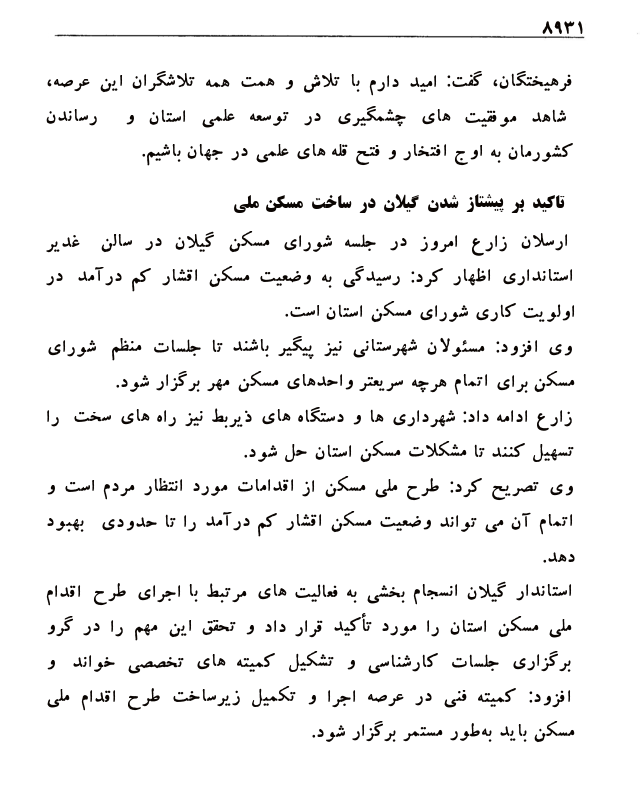 ۸۹۳۱
فرهیختگان، گفت: امید دارم با تلاش و همت همه تلاشگران این عرصه،
شاهد موفقیت های چشمگیری در توسعه علمی استان و رساندن
کشورمان به اوج افتخار و فتح قله های علمی در جهان باشیم.
تاکید بر پیشتاز شدن گیلان در ساخت مسکن ملی
ارسلان زارع امروز در جلسه شورای مسکن گیلان در سالن غدیر
استانداری اظهار کرد: رسیدگی به وضعیت مسکن اقشار کم درآمد در
اولویت کاری شورای مسکن استان است.
وی افزود: مسئولان شهرستانی نیز پیگیر باشند تا جلسات منظم شورای
مسکن برای اتمام هرچه سریعتر واحدهای مسکن مهر برگزار شود.
زارع ادامه داد: شهرداری ها و دستگاه های ذیربط نیز راه های سخت را
تسهیل کنند تا مشکلات مسکن استان حل شود.
وی تصریح کرد: طرح ملی مسکن از اقدامات مورد انتظار مردم است و
اتمام آن می تواند وضعیت مسکن اقشار کم درآمد را تا حدودی بهبود
دهد.
استاندار گیلان انسجام بخشی به فعالیت های مرتبط با اجرای طرح اقدام
ملی مسکن استان را مورد تأکید قرار داد و تحقق این مهم را در گرو
برگزاری جلسات کارشناسی و تشکیل کمیته های تخصصی خواند و
افزود: کمیته فنی در عرصه اجرا و تکمیل زیرساخت طرح اقدام ملی
مسکن باید به‌طور مستمر برگزار شود.